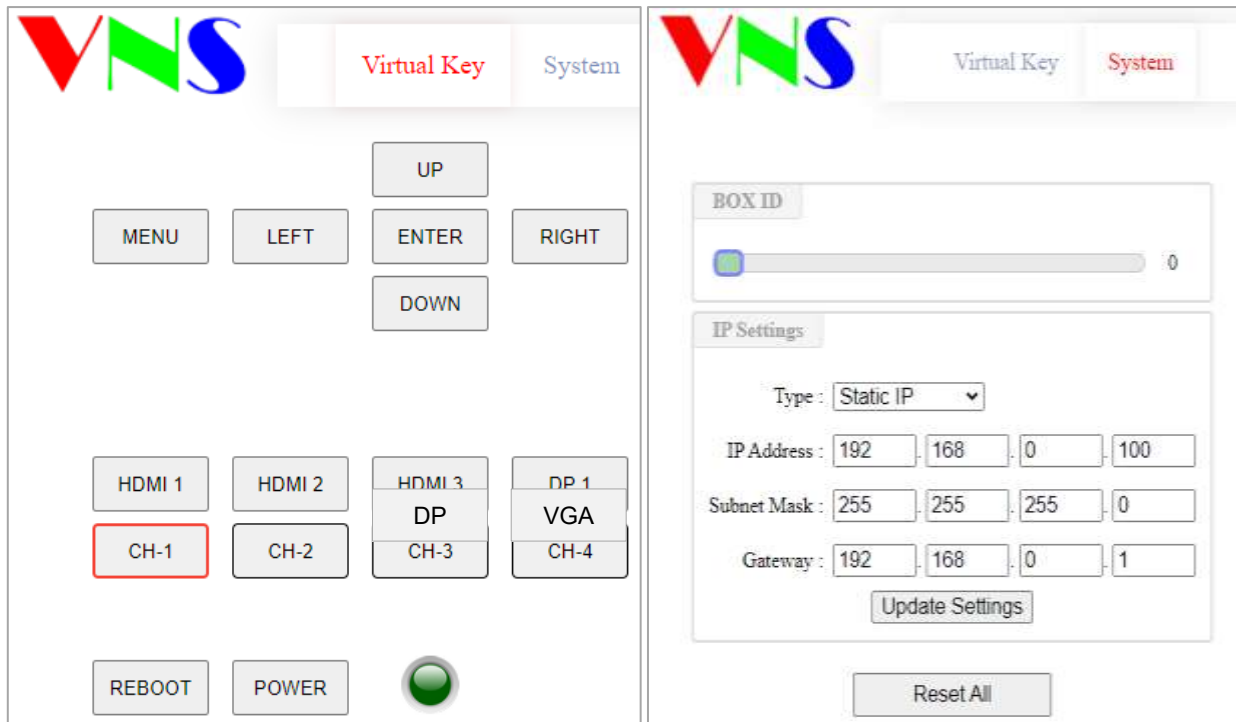 VNS
Virtual Key System
UP
MENU LEFT ENTER RIGHT
DOWN
HDMI 1 HDMI 2 HDMI 3 DP 1
DP VGA
CH-1 CH-2 CH-3 CH-4
REBOOT POWER
VNS
Virtual Key System
BOX ID
0
IP Settings
Type : Static IP
IP Address : 192 . 168 . 0 . 100
Subnet Mask : 255 . 255 . 255 . 0
Gateway : 192 . 168 . 0 . 1
Update Settings
Reset All